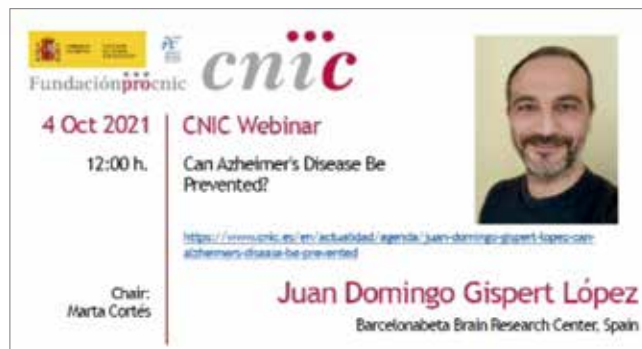 Fundaciónprocnic
cnic
4 Oct 2021
CNIC Webinar
12:00 h.
Can Azheimer's Disease Be
Prevented?
https://www.cnic.es/en/actualidad/agenda/juan-domingo-gispert-lopez-can-
alzheimers-disease-be-prevented
Chair:
Marta Cortés
Juan Domingo Gispert López
Barcelonabeta Brain Research Center, Spain